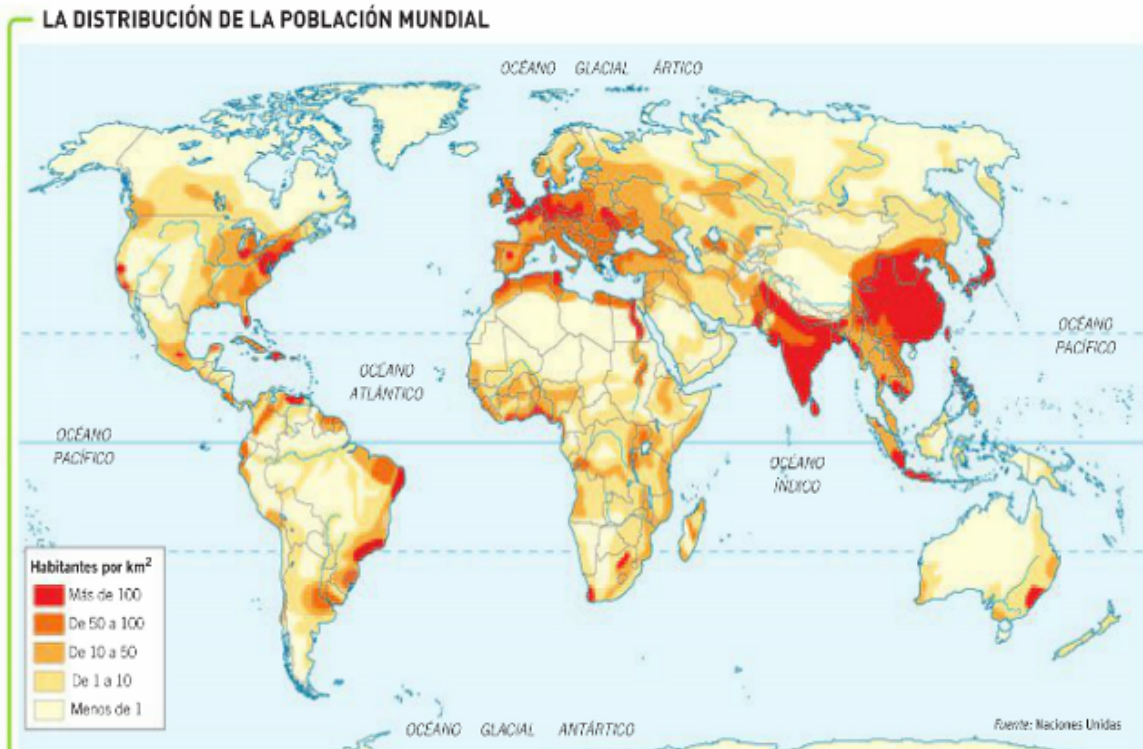 LA DISTRIBUCIÓN DE LA POBLACIÓN MUNDIAL
OCÉANO GLACIAL ÁRTICO
OCÉANO
PACÍFICO
OCÉANO
ATLÁNTICO
OCÉANO
PACÍFICO
OCÉANO
ÍNDICO
Habitantes por km²
Más de 100
De 50 a 100
De 10 a 50
De 1 a 10
Menos de 1
OCÉANO GLACIAL ANTÁRTICO
Fuente: Naciones Unidas